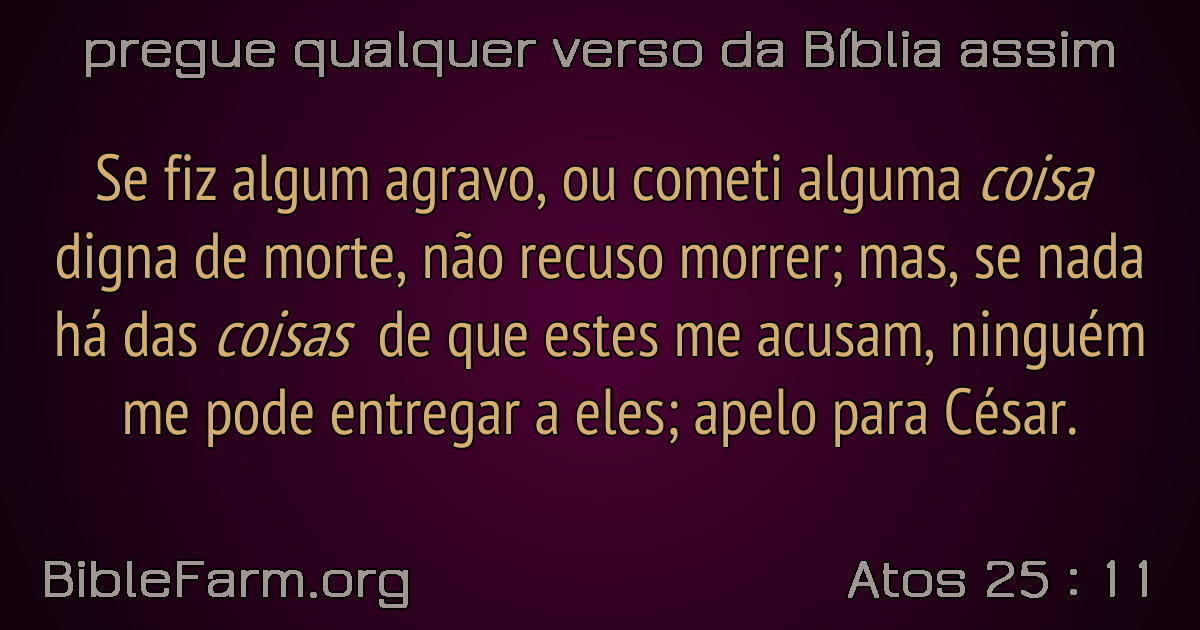 pregue qualquer verso da Bíblia assim
Se fiz algum agravo, ou cometi alguma coisa
digna de morte, não recuso morrer; mas, se nada
há das coisas de que estes me acusam, ninguém
me pode entregar a eles; apelo para César.
BibleFarm.org
Atos 25 : 11